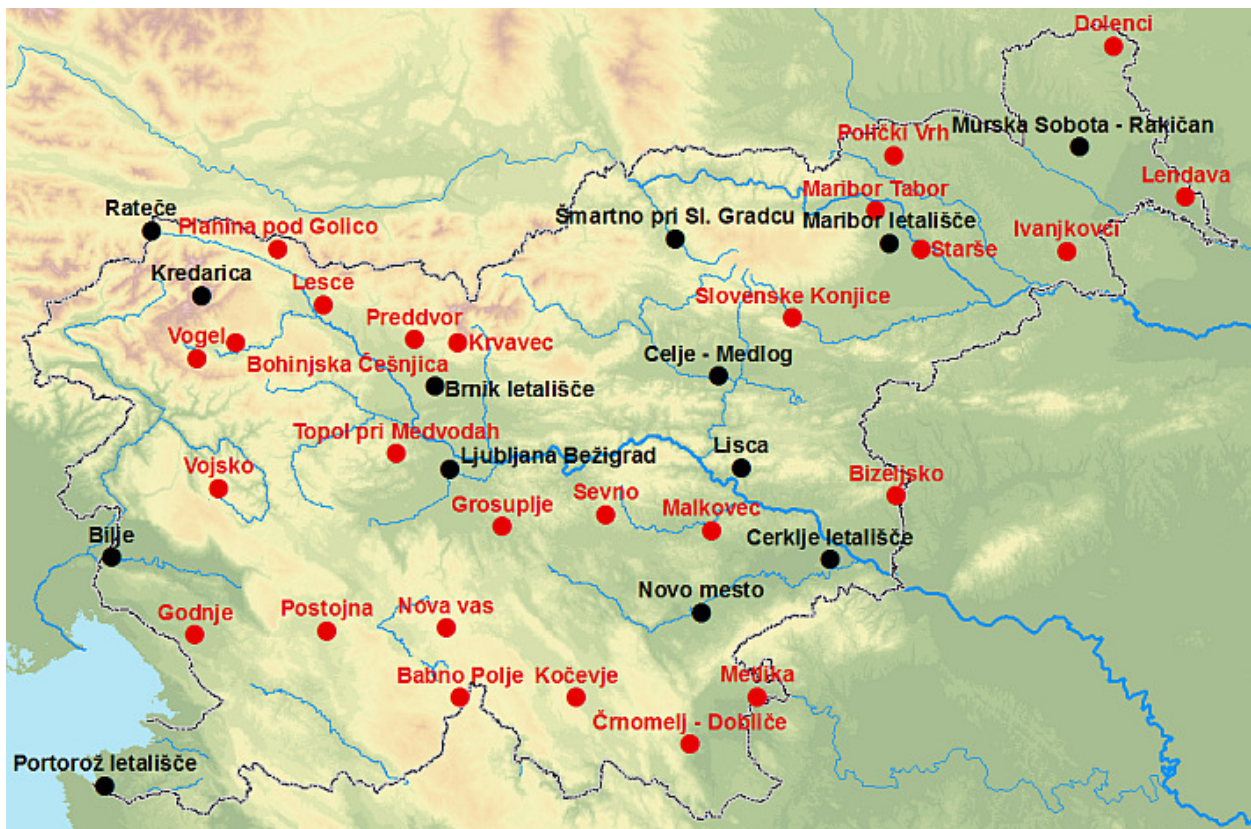 Dolenci
Murska Sobota - Rakičan
Polički Vrh
Lendava
Maribor Tabor
Rateče
Šmartno pri Sl. Gradcu
Maribor letališče
Planina pod Golico
Ivanjkovci
Starše
Kredarica
Lesce
Slovenske Konjice
Preddvor
Vogel
Krvavec
Celje - Medlog
Bohinjska Češnjica
Brnik letališče
Topol pri Medvodah
Lisca
Vojsko
Ljubljana Bežigrad
Bizeljsko
Sevno
Grosuplje
Malkovec
Bilje
Cerklje letališče
Novo mesto
Godnje
Postojna
Nova vas
Babno Polje
Kočevje
Metlika
Črnomelj - Dobliče
Portorož letališče